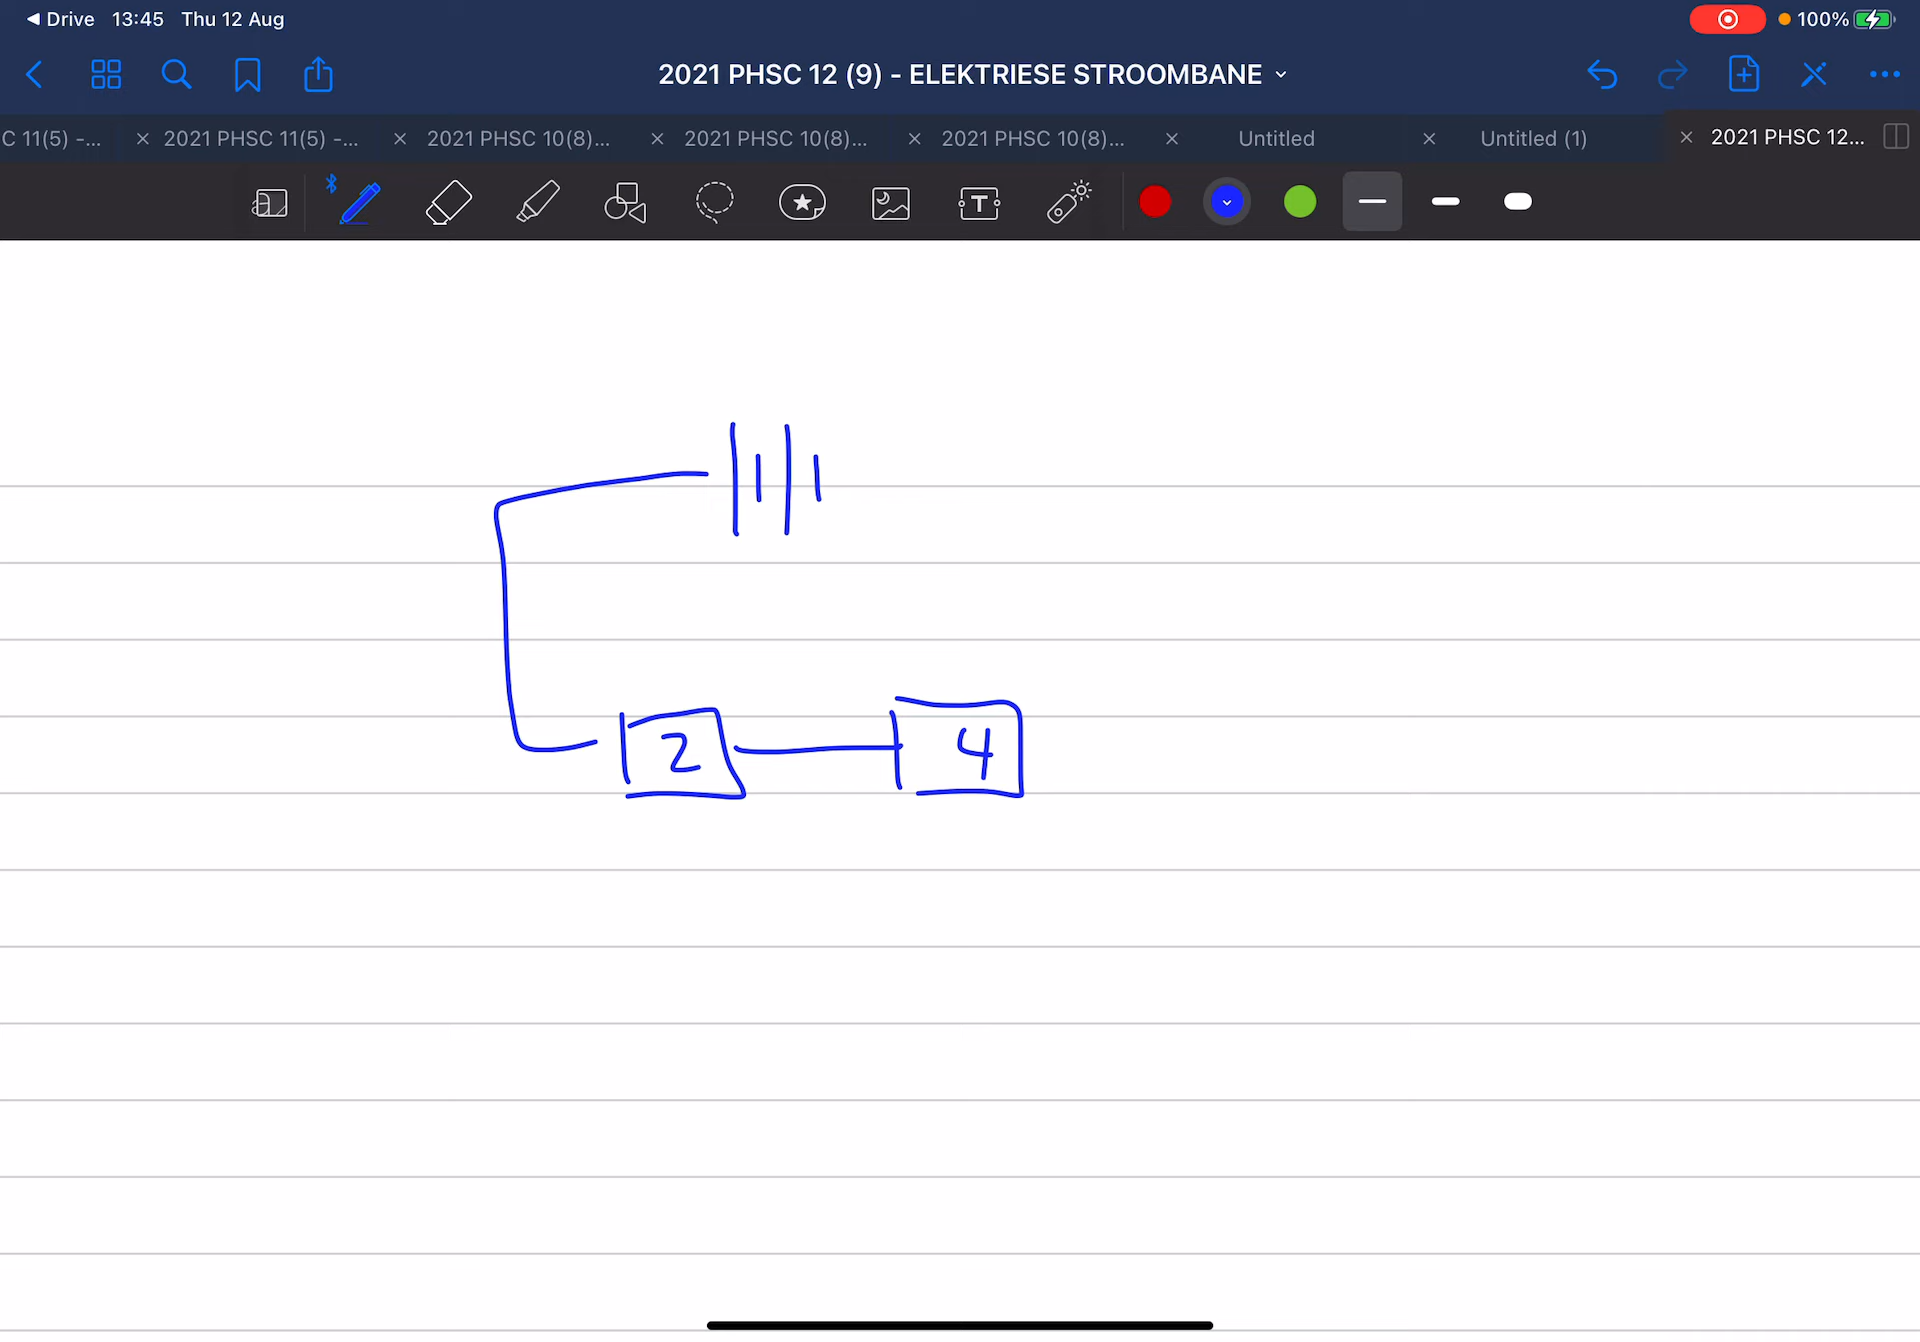 Drive 13:45 Thu 12 Aug
100%
2021 PHSC 12 (9) - ELEKTRIESE STROOMBANE
C 11(5) -... 2021 PHSC 11(5) -... 2021 PHSC 10(8)... 2021 PHSC 10(8)... 2021 PHSC 10(8)... Untitled Untitled (1) 2021 PHSC 12...
2 4